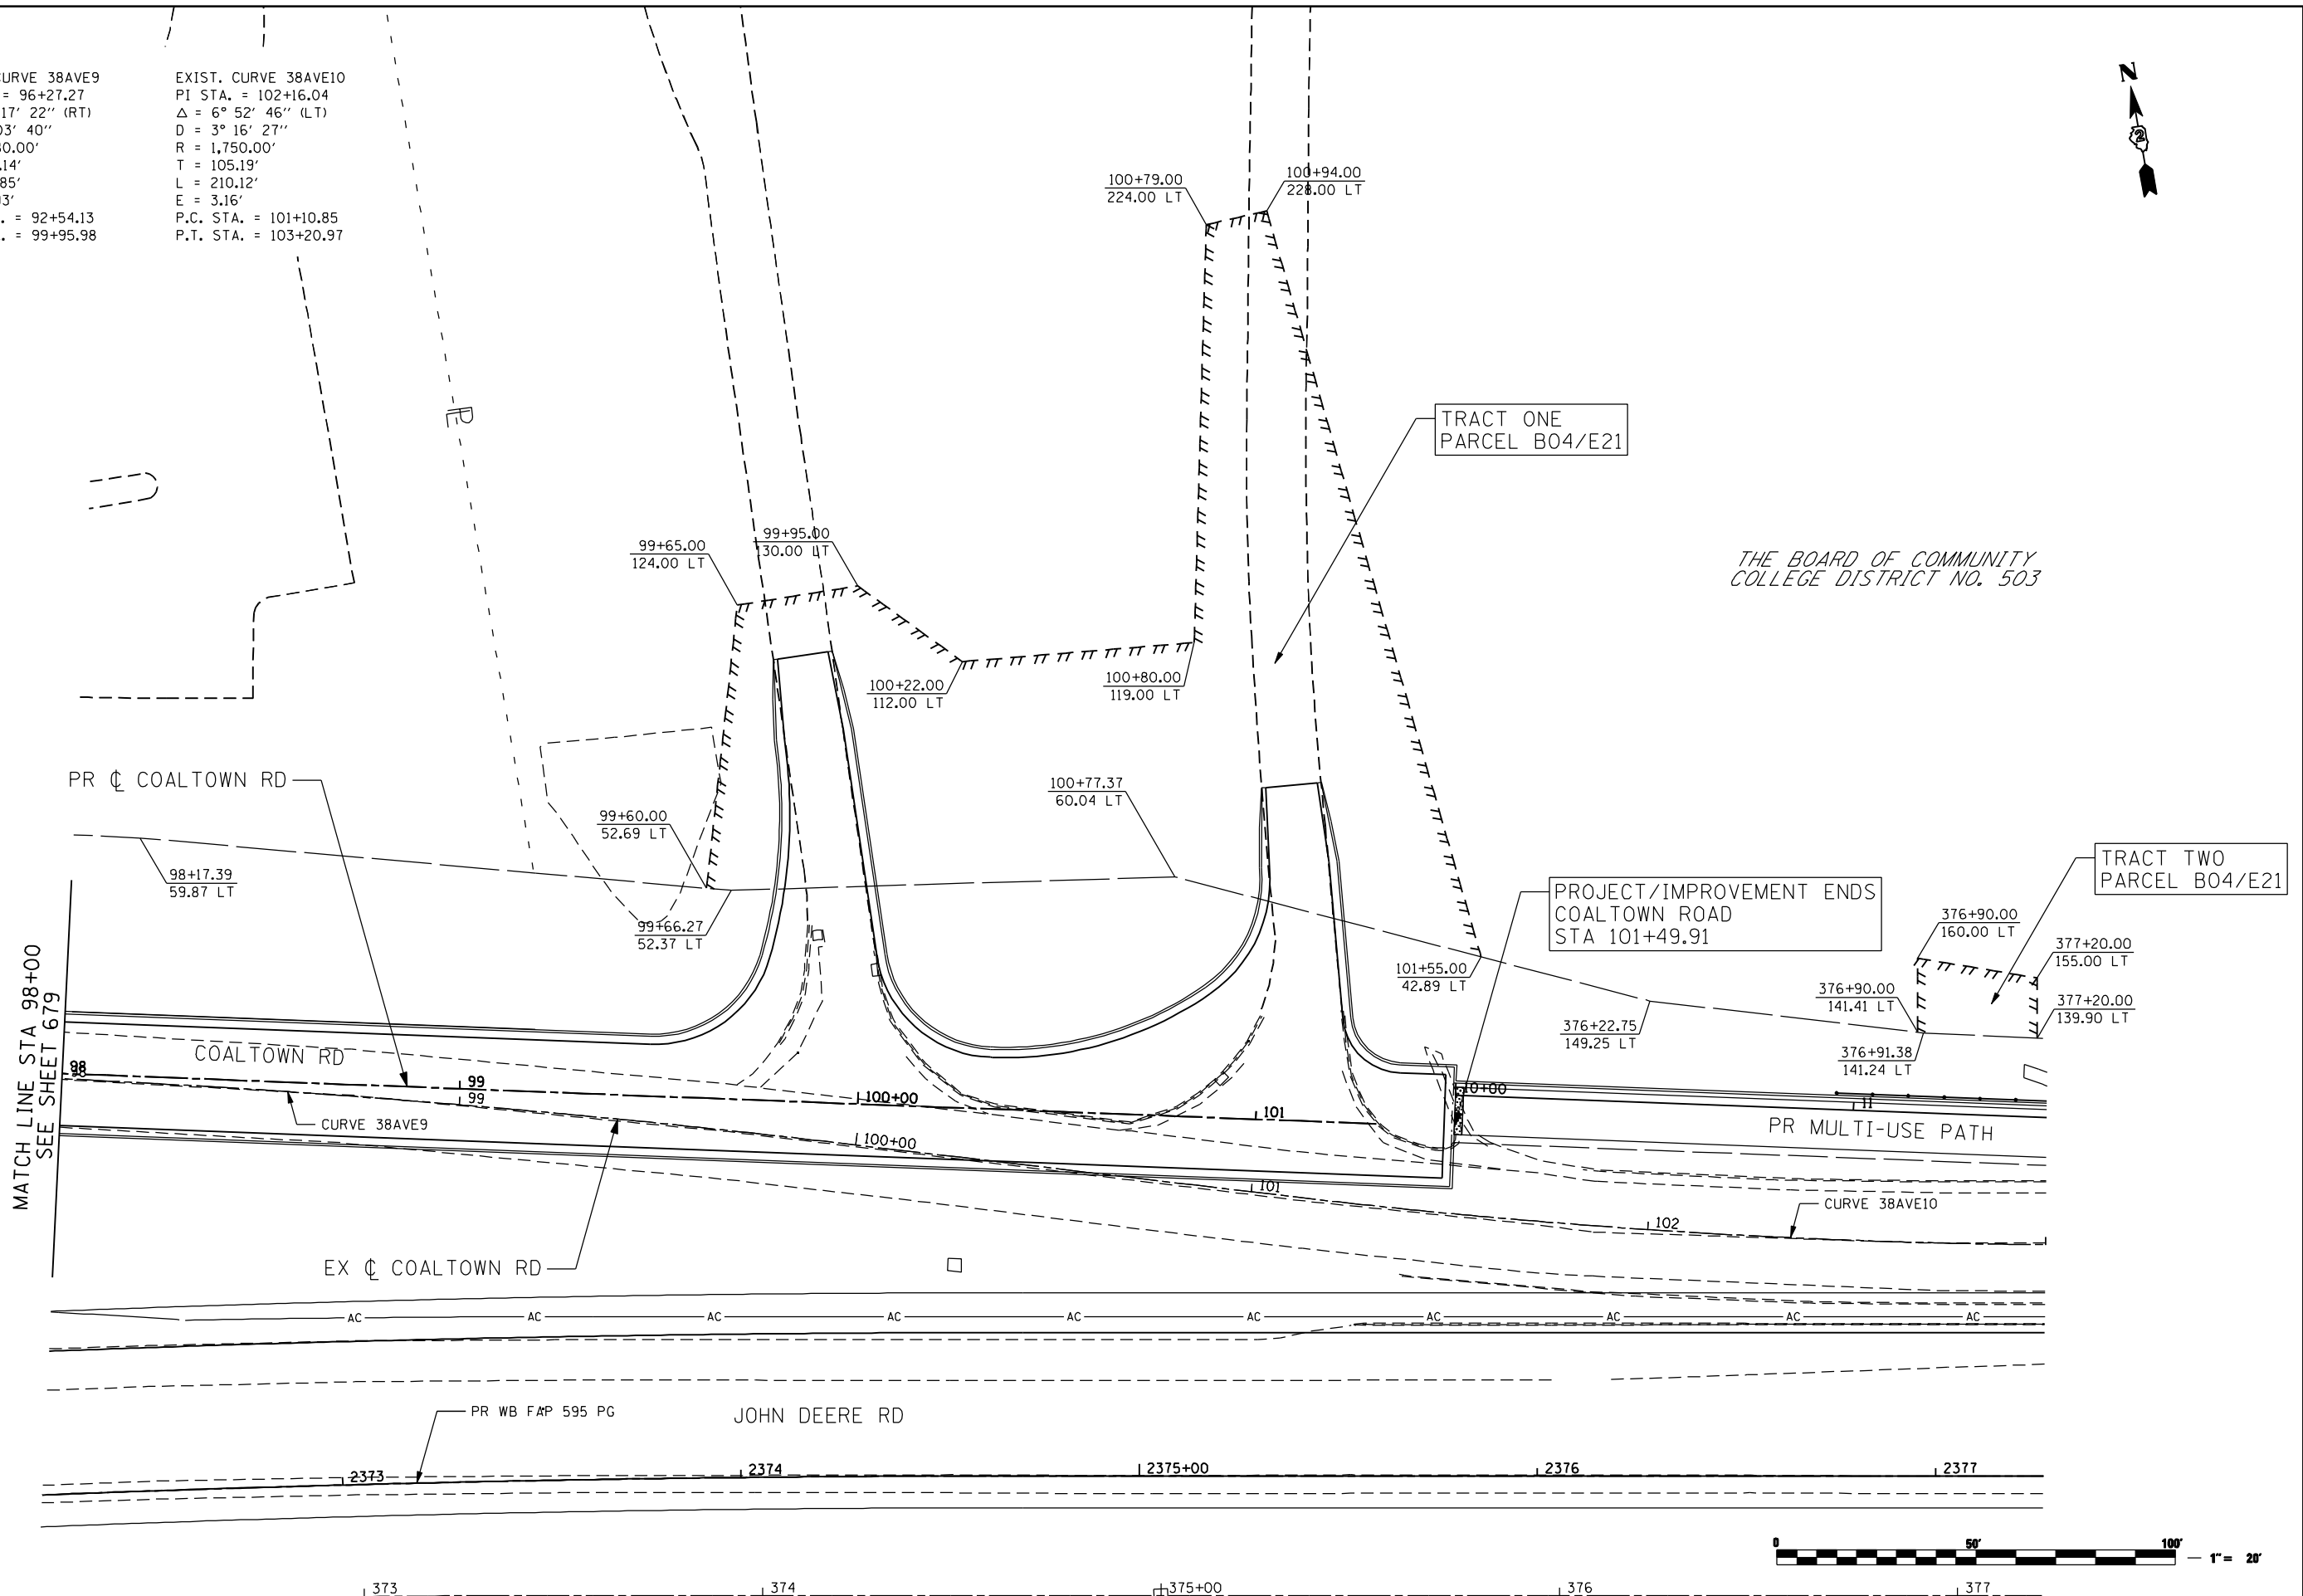 CURVE 38AVE9
= 96+27.27
17' 22'' (RT)
03' 40''
30.00'
.14'
85'
. = 92+54.13
. = 99+95.98
EXIST. CURVE 38AVE10
PI STA. = 102+16.04
Δ = 6° 52' 46'' (LT)
D = 3° 16' 27''
R = 1,750.00'
T = 105.19'
L = 210.12'
E = 3.16'
P.C. STA. = 101+10.85
P.T. STA. = 103+20.97
N
2
100+79.00
224.00 LT
100+94.00
228.00 LT
TRACT ONE
PARCEL B04/E21
THE BOARD OF COMMUNITY
COLLEGE DISTRICT NO. 503
99+65.00
124.00 LT
99+95.00
130.00 LT
100+22.00
112.00 LT
100+80.00
119.00 LT
PR ℄ COALTOWN RD
99+60.00
52.69 LT
100+77.37
60.04 LT
98+17.39
59.87 LT
99+66.27
52.37 LT
PROJECT/IMPROVEMENT ENDS
COALTOWN ROAD
STA 101+49.91
101+55.00
42.89 LT
TRACT TWO
PARCEL B04/E21
376+90.00
160.00 LT
377+20.00
155.00 LT
376+90.00
141.41 LT
377+20.00
139.90 LT
376+22.75
149.25 LT
376+91.38
141.24 LT
MATCH LINE STA 98+00
SEE SHEET 679
COALTOWN RD
98
98
99
99
100+00
100+00
101
101
102
10+00
11
PR MULTI-USE PATH
CURVE 38AVE9
CURVE 38AVE10
EX ℄ COALTOWN RD
AC AC AC AC AC AC AC AC AC AC
PR WB FAP 595 PG
JOHN DEERE RD
2373
2374
2375+00
2376
2377
0 50' 100'
1" = 20'
373
374
375+00
376
377